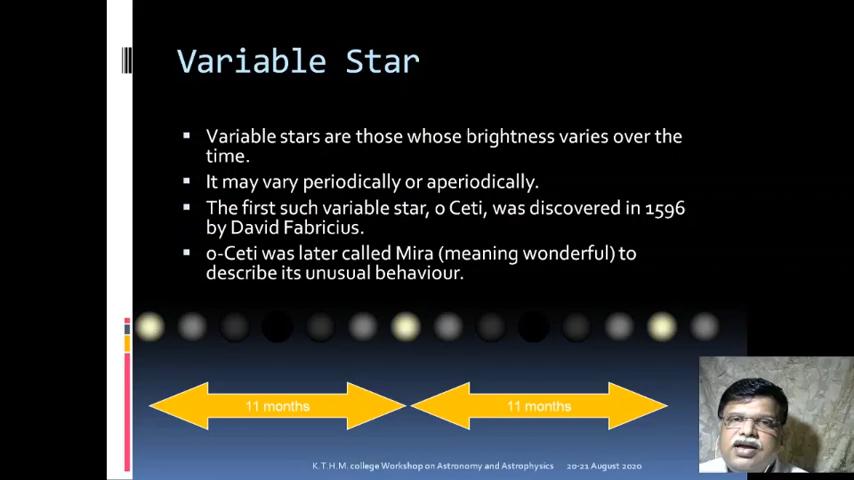 Variable Star
Variable stars are those whose brightness varies over the
time.
It may vary periodically or aperiodically.
The first such variable star, o Ceti, was discovered in 1596
by David Fabricius.
o-Ceti was later called Mira (meaning wonderful) to
describe its unusual behaviour.
11 months
11 months
K.T.H.M. college Workshop on Astronomy and Astrophysics 20-21 August 2020